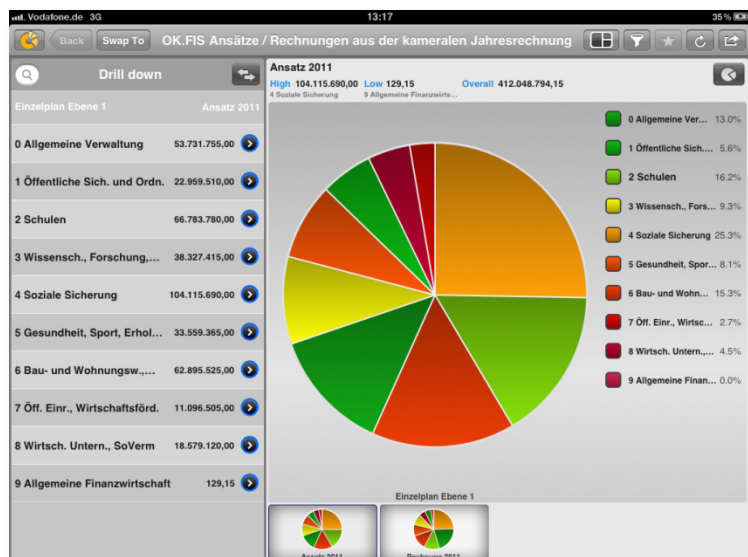 Vodafone.de 3G 13:17 35%
Back Swap To OK.FIS Ansätze / Rechnungen aus der kameralen Jahresrechnung
Drill down
Einzelplan Ebene 1 Ansatz 2011
0 Allgemeine Verwaltung 53.731.755,00
1 Öffentliche Sich. und Ordn. 22.959.510,00
2 Schulen 66.783.780,00
3 Wissensch., Forschung,... 38.327.415,00
4 Soziale Sicherung 104.115.690,00
5 Gesundheit, Sport, Erhol... 33.559.365,00
6 Bau- und Wohnungsw.,... 62.895.525,00
7 Öff. Einr., Wirtschaftsförd. 11.096.505,00
8 Wirtsch. Untern., SoVerm 18.579.120,00
9 Allgemeine Finanzwirtschaft 129,15
Ansatz 2011
High 104.115.690,00 Low 129,15 Overall 412.048.794,15
4 Soziale Sicherung 9 Allgemeine Finanzwirts...
0 Allgemeine Ver... 13.0%
1 Öffentliche Sich.... 5.6%
2 Schulen 16.2%
3 Wissensch., Fors... 9.3%
4 Soziale Sicherung 25.3%
5 Gesundheit, Spor... 8.1%
6 Bau- und Wohn... 15.3%
7 Öff. Einr., Wirtsc... 2.7%
8 Wirtsch. Untern.,... 4.5%
9 Allgemeine Finan... 0.0%
Einzelplan Ebene 1
Ansatz 2011 Rechnung 2011